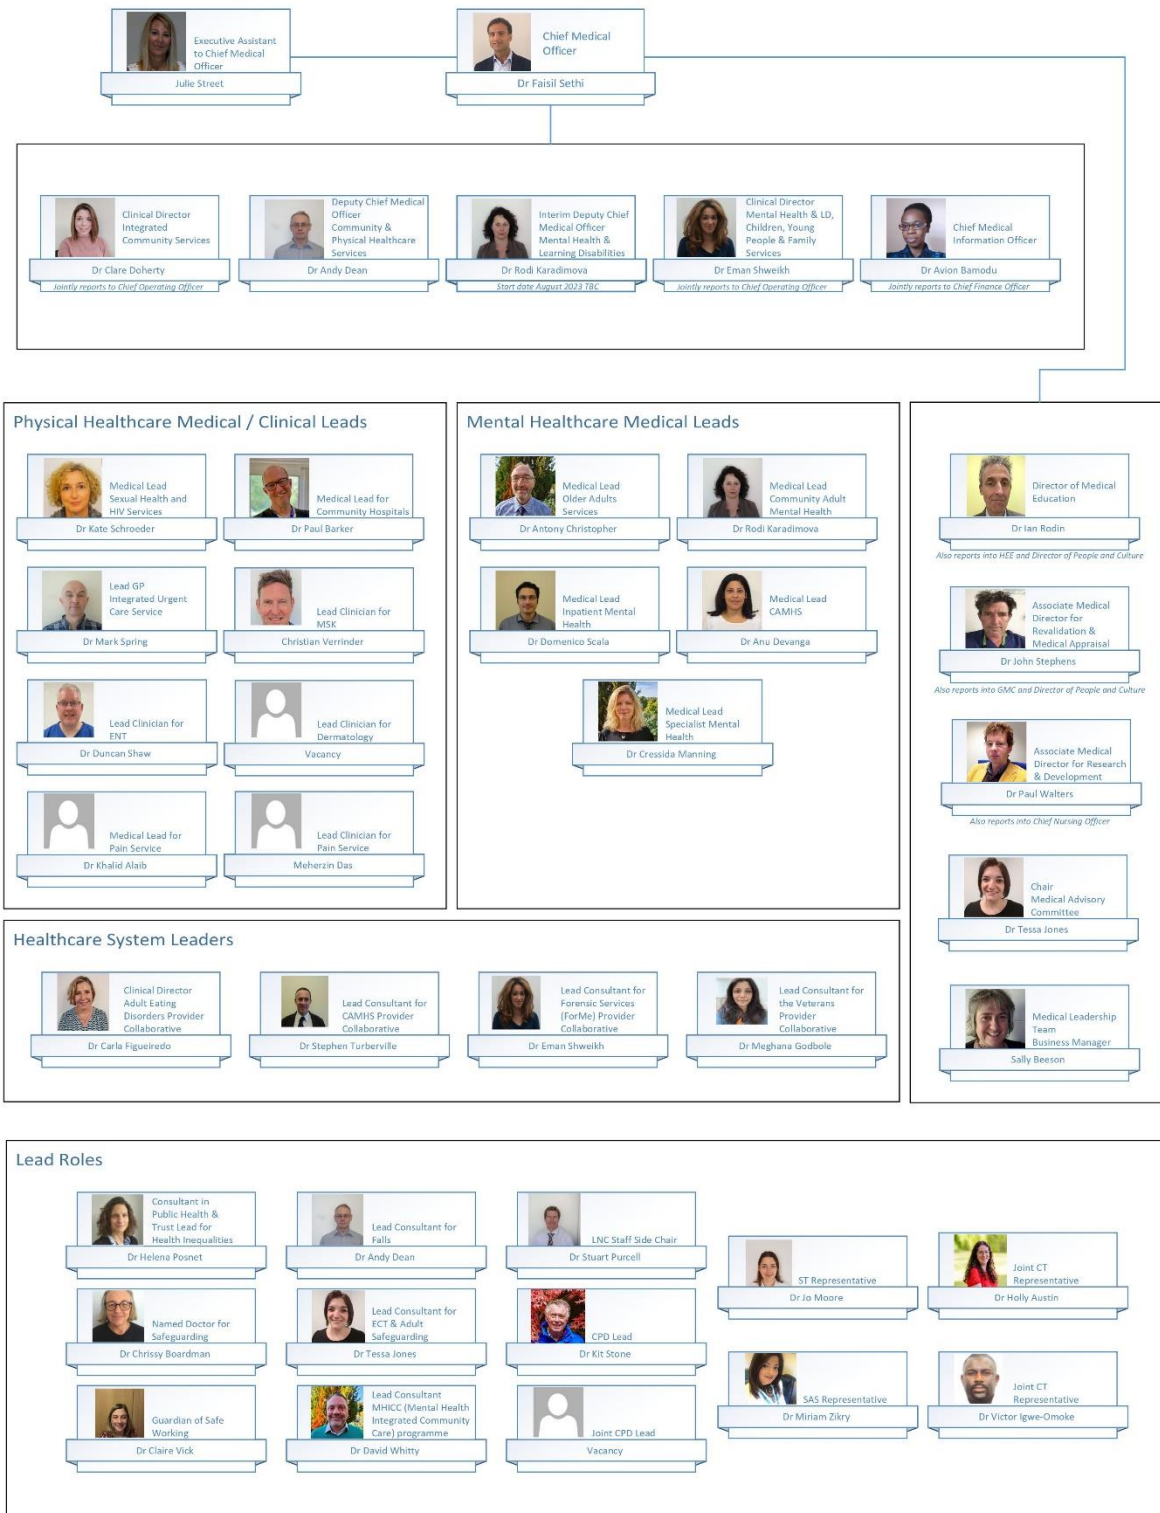 Executive Assistant
to Chief Medical
Officer
Julie Street
Chief Medical
Officer
Dr Faisil Sethi
Clinical Director
Integrated
Community Services
Dr Clare Doherty
Jointly reports to Chief Operating Officer
Deputy Chief Medical
Officer
Community &
Physical Healthcare
Services
Dr Andy Dean
Interim Deputy Chief
Medical Officer
Mental Health &
Learning Disabilities
Dr Rodi Karadimova
Start date August 2023 TBC
Clinical Director
Mental Health & LD,
Children, Young
People & Family
Services
Dr Eman Shweikh
Jointly reports to Chief Operating Officer
Chief Medical
Information Officer
Dr Avion Bamodu
Jointly reports to Chief Finance Officer
Physical Healthcare Medical / Clinical Leads
Medical Lead
Sexual Health and
HIV Services
Dr Kate Schroeder
Medical Lead for
Community Hospitals
Dr Paul Barker
Lead GP
Integrated Urgent
Care Service
Dr Mark Spring
Lead Clinician for
MSK
Christian Verrinder
Lead Clinician for
ENT
Dr Duncan Shaw
Lead Clinician for
Dermatology
Vacancy
Medical Lead for
Pain Service
Dr Khalid Alaib
Lead Clinician for
Pain Service
Meherzin Das
Mental Healthcare Medical Leads
Medical Lead
Older Adults
Services
Dr Antony Christopher
Medical Lead
Community Adult
Mental Health
Dr Rodi Karadimova
Medical Lead
Inpatient Mental
Health
Dr Domenico Scala
Medical Lead
CAMHS
Dr Anu Devanga
Medical Lead
Specialist Mental
Health
Dr Cressida Manning
Director of Medical
Education
Dr Ian Rodin
Also reports into HEE and Director of People and Culture
Associate Medical
Director for
Revalidation &
Medical Appraisal
Dr John Stephens
Also reports into GMC and Director of People and Culture
Associate Medical
Director for Research
& Development
Dr Paul Walters
Also reports into Chief Nursing Officer
Chair
Medical Advisory
Committee
Dr Tessa Jones
Medical Leadership
Team
Business Manager
Sally Beeson
Healthcare System Leaders
Clinical Director
Adult Eating
Disorders Provider
Collaborative
Dr Carla Figueiredo
Lead Consultant for
CAMHS Provider
Collaborative
Dr Stephen Turberville
Lead Consultant for
Forensic Services
(ForMe) Provider
Collaborative
Dr Eman Shweikh
Lead Consultant for
the Veterans
Provider
Collaborative
Dr Meghana Godbole
Lead Roles
Consultant in
Public Health &
Trust Lead for
Health Inequalities
Dr Helena Posnet
Lead Consultant for
Falls
Dr Andy Dean
LNC Staff Side Chair
Dr Stuart Purcell
ST Representative
Dr Jo Moore
Joint CT
Representative
Dr Holly Austin
Named Doctor for
Safeguarding
Dr Chrissy Boardman
Lead Consultant for
ECT & Adult
Safeguarding
Dr Tessa Jones
CPD Lead
Dr Kit Stone
SAS Representative
Dr Miriam Zikry
Joint CT
Representative
Dr Victor Igwe-Omoke
Guardian of Safe
Working
Dr Claire Vick
Lead Consultant
MHICC (Mental Health
Integrated Community
Care) programme
Dr David Whitty
Joint CPD Lead
Vacancy